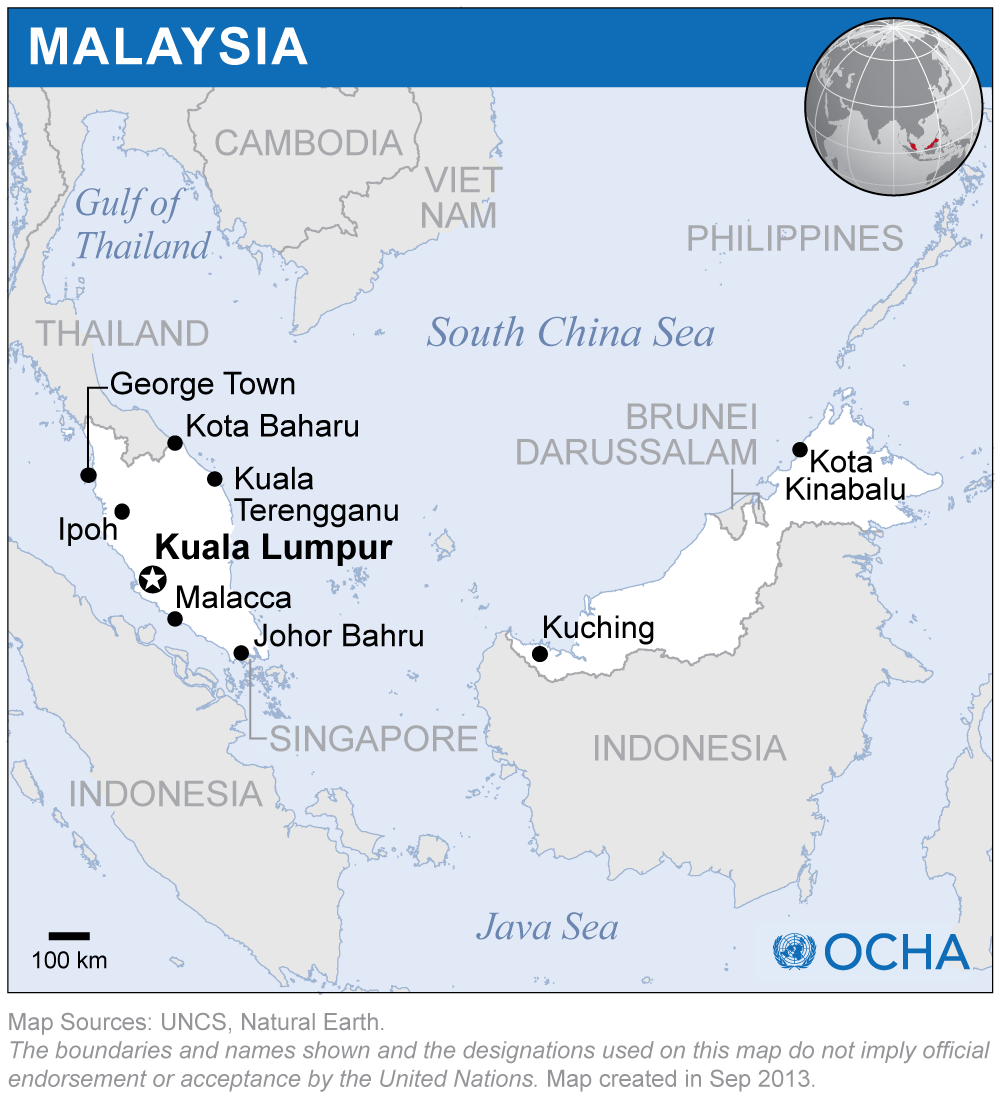 MALAYSIA
CAMBODIA
VIET
NAM
Gulf of
Thailand
PHILIPPINES
THAILAND
South China Sea
George Town
Kota Baharu
BRUNEI
DARUSSALAM
Kota
Kinabalu
Kuala
Terengganu
Ipoh
Kuala Lumpur
Malacca
Johor Bahru
Kuching
SINGAPORE
INDONESIA
INDONESIA
Java Sea
100 km
OCHA
Map Sources: UNCS, Natural Earth.
The boundaries and names shown and the designations used on this map do not imply official
endorsement or acceptance by the United Nations. Map created in Sep 2013.